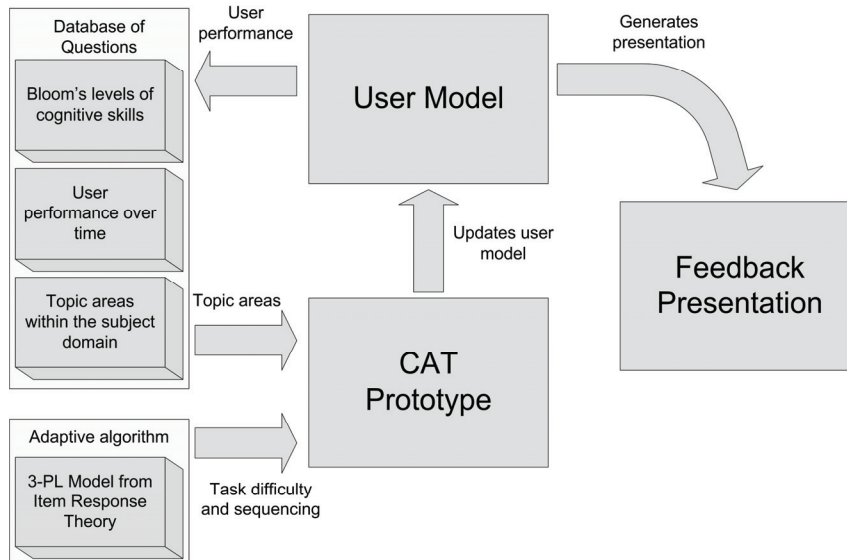 Database of
Questions
Bloom's levels of
cognitive skills
User
performance over
time
Topic areas
within the subject
domain
Adaptive algorithm
3-PL Model from
Item Response
Theory
User
performance
Topic areas
Task difficulty
and sequencing
User Model
Updates user
model
CAT
Prototype
Generates
presentation
Feedback
Presentation